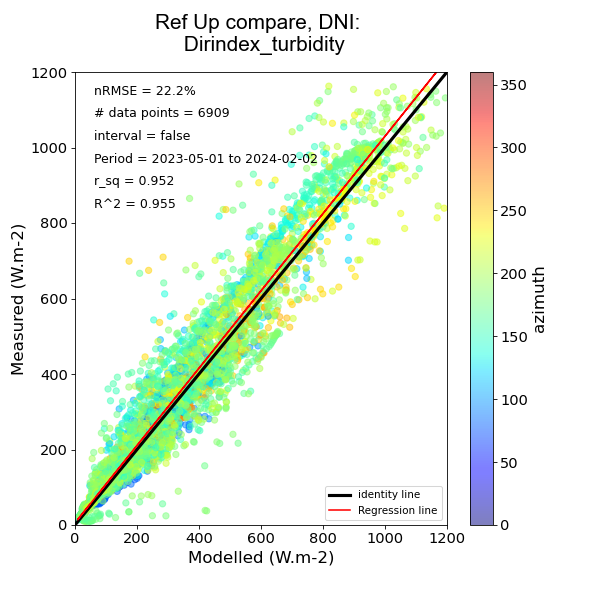 Ref Up compare, DNI:
Dirindex_turbidity
nRMSE = 22.2%
# data points = 6909
interval = false
Period = 2023-05-01 to 2024-02-02
r_sq = 0.952
R^2 = 0.955
identity line
Regression line
1200
1000
800
600
400
200
0
Measured (W.m-2)
0 200 400 600 800 1000 1200
Modelled (W.m-2)
350
300
250
200
150
100
50
0
azimuth